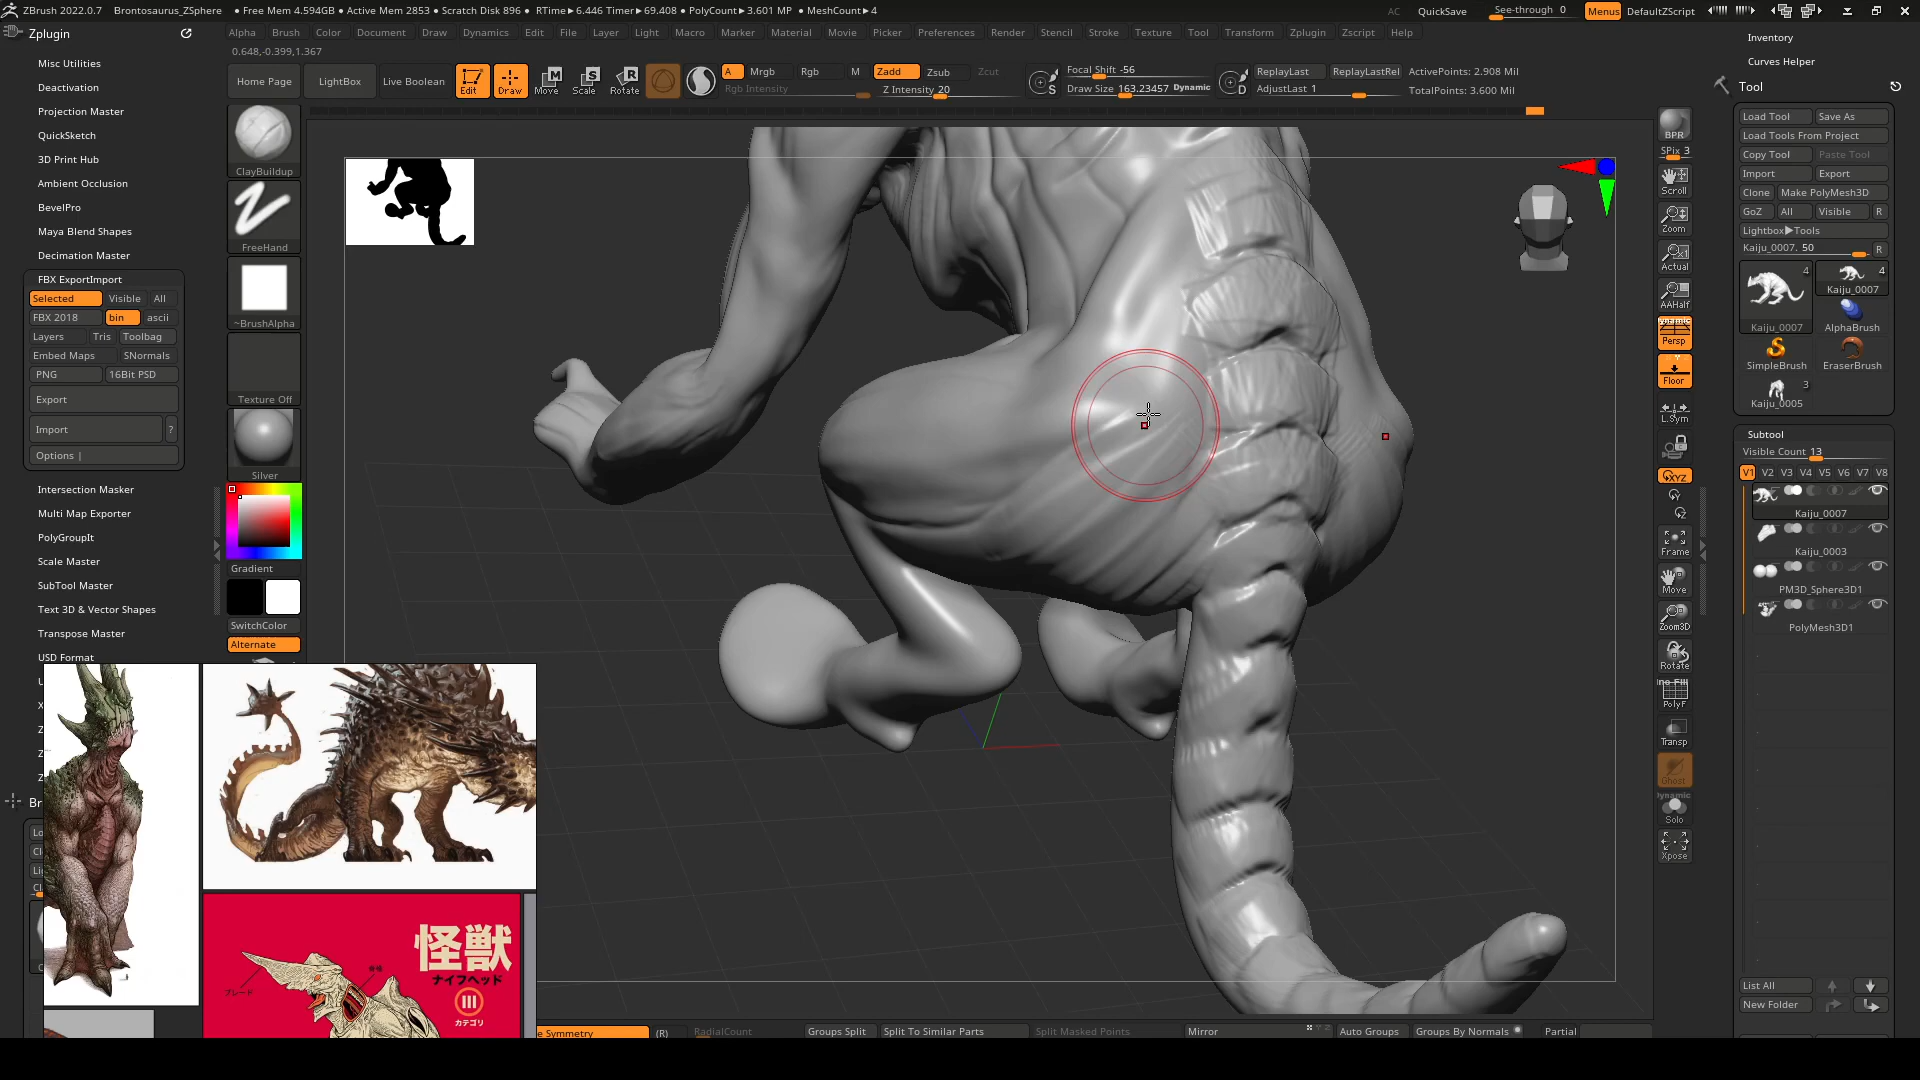 ZBrush 2022.0.7 Brontosaurus_ZSphere • Free Mem 4.594GB • Active Mem 2853 • Scratch Disk 896 • RTime▶6.446 Timer▶69.408 • PolyCount▶3.601 MP • MeshCount▶4 AC QuickSave See-through 0 Menus DefaultZScript
Zplugin
Alpha Brush Color Document Draw Dynamics Edit File Layer Light Macro Marker Material Movie Picker Preferences Render Stencil Stroke Texture Tool Transform Zplugin Zscript Help
0.648,-0.399,1.367
Home Page LightBox Live Boolean Edit Draw Move Scale Rotate
A Mrgb Rgb M Zadd Zsub Zcut
Rgb Intensity Z Intensity 20
Focal Shift -56
Draw Size 163.23457 Dynamic
S
D
ReplayLast ReplayLastRel ActivePoints: 2.908 Mil
AdjustLast 1 TotalPoints: 3.600 Mil
Misc Utilities
Deactivation
Projection Master
QuickSketch
3D Print Hub
Ambient Occlusion
BevelPro
Maya Blend Shapes
Decimation Master
FBX ExportImport
Selected Visible All
FBX 2018 bin ascii
Layers Tris Toolbag
Embed Maps SNormals
PNG 16Bit PSD
Export
Import ?
Options |
Intersection Masker
Multi Map Exporter
PolyGroupIt
Scale Master
SubTool Master
Text 3D & Vector Shapes
Transpose Master
USD Format
ClayBuildup
FreeHand
~BrushAlpha
Texture Off
Silver
Gradient
SwitchColor
Alternate
怪獣
ナイフヘッド
III
カテゴリ
ブレード
BPR
SPix 3
Scroll
Zoom
Actual
AAHalf
Dynamic
Persp
Floor
L.Sym
XYZ
Frame
Move
Zoom3D
Rotate
PolyF
Transp
Ghost
Dynamic
Solo
Xpose
Inventory
Curves Helper
Tool
Load Tool Save As
Load Tools From Project
Copy Tool Paste Tool
Import Export
Clone Make PolyMesh3D
GoZ All Visible R
Lightbox▶Tools
Kaiju_0007. 50 R
4 4
Kaiju_0007 Kaiju_0007
AlphaBrush
SimpleBrush EraserBrush
3
Kaiju_0005
Subtool
Visible Count 13
V1 V2 V3 V4 V5 V6 V7 V8
Kaiju_0007
Kaiju_0003
PM3D_Sphere3D1
PolyMesh3D1
List All
New Folder
e Symmetry (R) RadialCount Groups Split Split To Similar Parts Split Masked Points Mirror Auto Groups Groups By Normals Partial